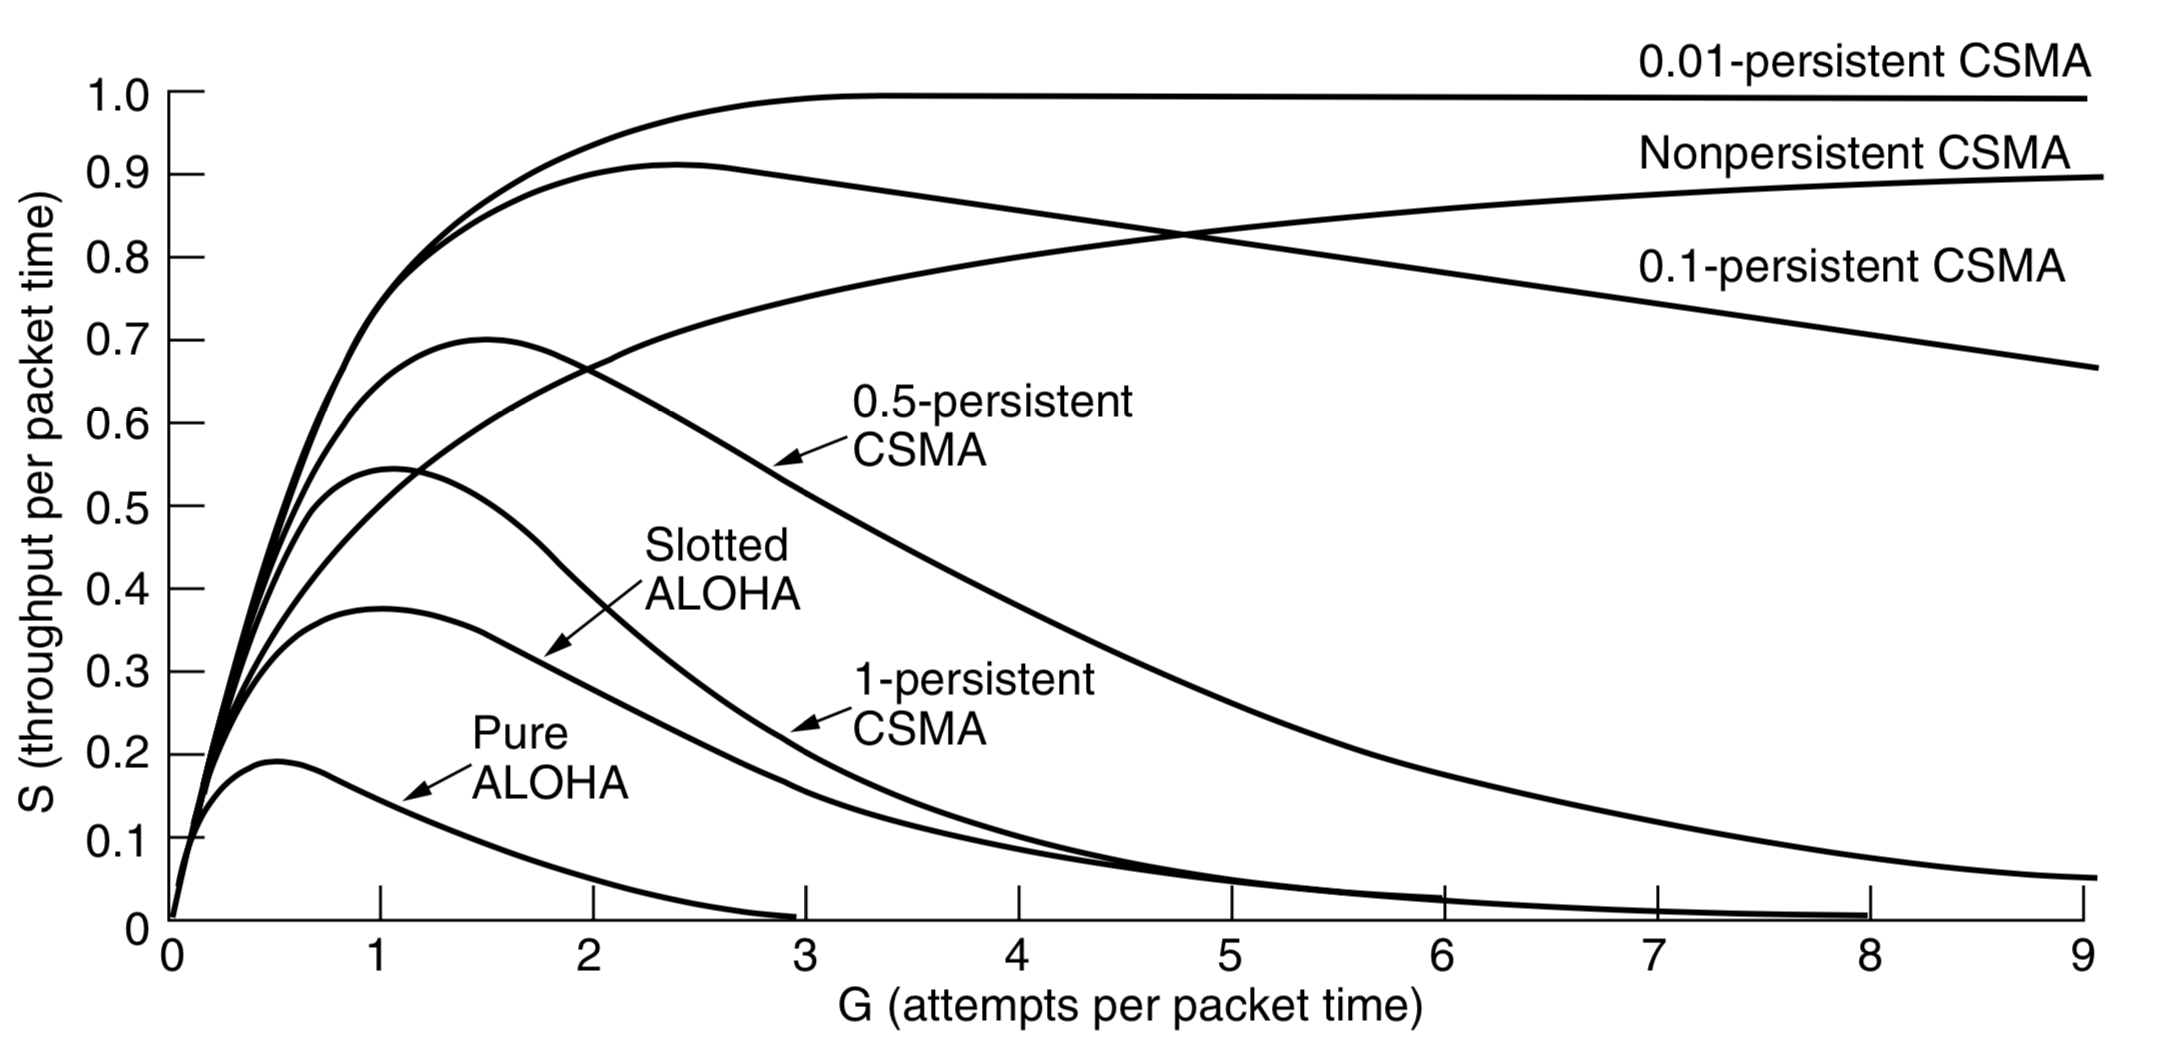 0.01-persistent CSMA
Nonpersistent CSMA
0.1-persistent CSMA
0.5-persistent
CSMA
Slotted
ALOHA
1-persistent
CSMA
Pure
ALOHA
S (throughput per packet time)
1.0
0.9
0.8
0.7
0.6
0.5
0.4
0.3
0.2
0.1
0
0 1 2 3 4 5 6 7 8 9
G (attempts per packet time)